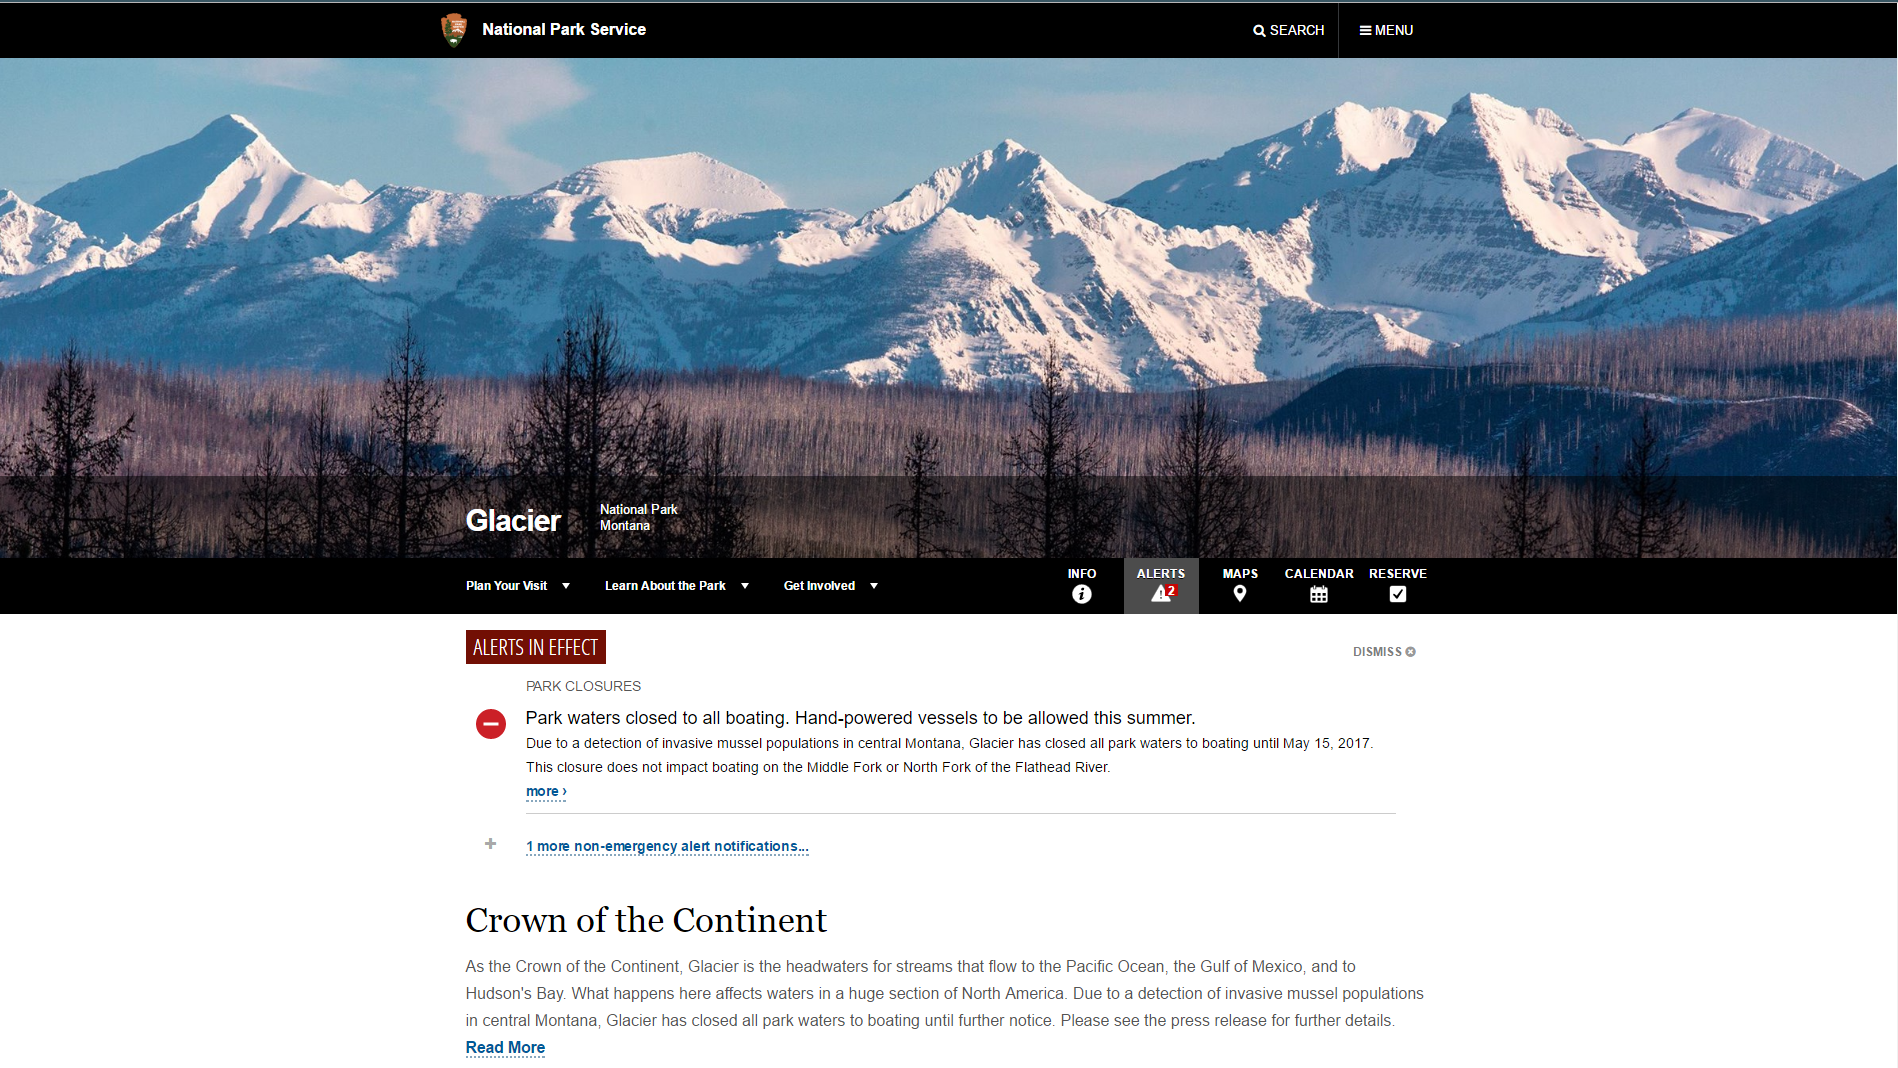 National Park Service
SEARCH
MENU
Glacier
National Park
Montana
Plan Your Visit
Learn About the Park
Get Involved
INFO
ALERTS
2
MAPS
CALENDAR
RESERVE
ALERTS IN EFFECT
DISMISS
PARK CLOSURES
Park waters closed to all boating. Hand-powered vessels to be allowed this summer.
Due to a detection of invasive mussel populations in central Montana, Glacier has closed all park waters to boating until May 15, 2017.
This closure does not impact boating on the Middle Fork or North Fork of the Flathead River.
more ›
1 more non-emergency alert notifications...
Crown of the Continent
As the Crown of the Continent, Glacier is the headwaters for streams that flow to the Pacific Ocean, the Gulf of Mexico, and to
Hudson's Bay. What happens here affects waters in a huge section of North America. Due to a detection of invasive mussel populations
in central Montana, Glacier has closed all park waters to boating until further notice. Please see the press release for further details.
Read More